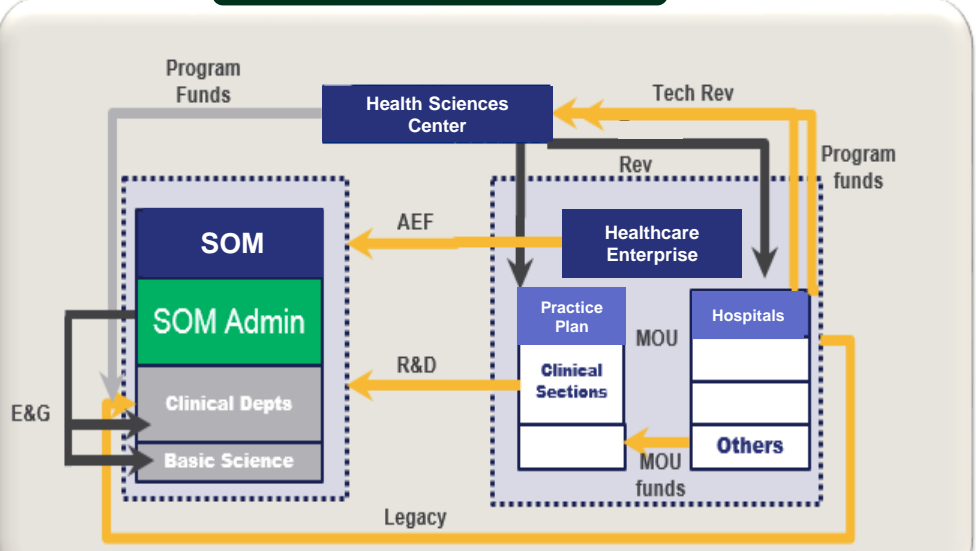 Program
Funds
Health Sciences
Center
Tech Rev
Rev
Program
funds
SOM
AEF
Healthcare
Enterprise
SOM Admin
Practice
Plan
MOU
Hospitals
R&D
Clinical
Sections
E&G
Clinical Depts
Basic Science
Others
MOU
funds
Legacy